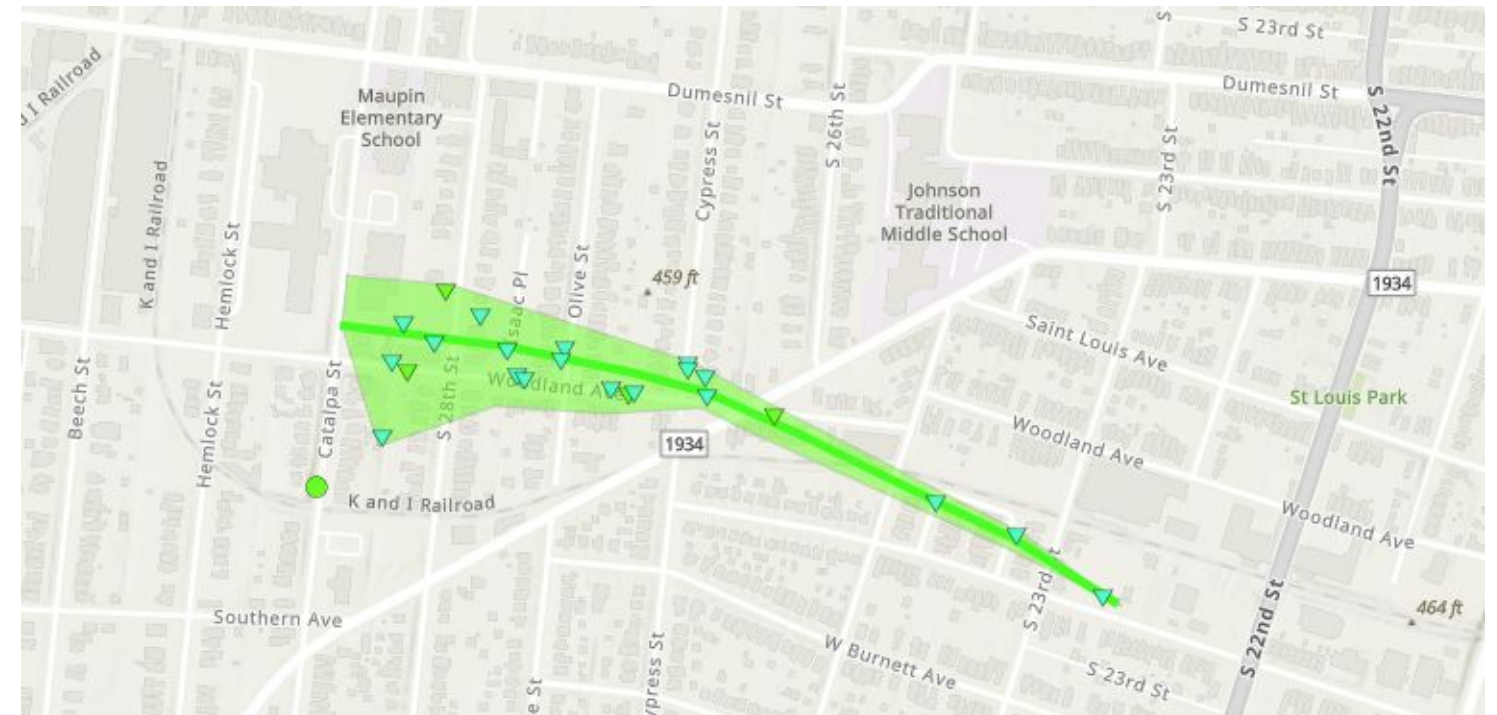 S 23rd St
Dumesnil St
Dumesnil St
Maupin
Elementary
School
S 22nd St
S 26th St
S 23rd St
K and I Railroad
Cypress St
Johnson
Traditional
Middle School
Hemlock St
Olive St
459 ft
1934
Saint Louis Ave
Beech St
Catalpa St
S 28th St
Woodland Ave
St Louis Park
Hemlock St
1934
Woodland Ave
K and I Railroad
Woodland Ave
Southern Ave
S 23rd
464 ft
W Burnett Ave
S 22nd St
S 23rd St